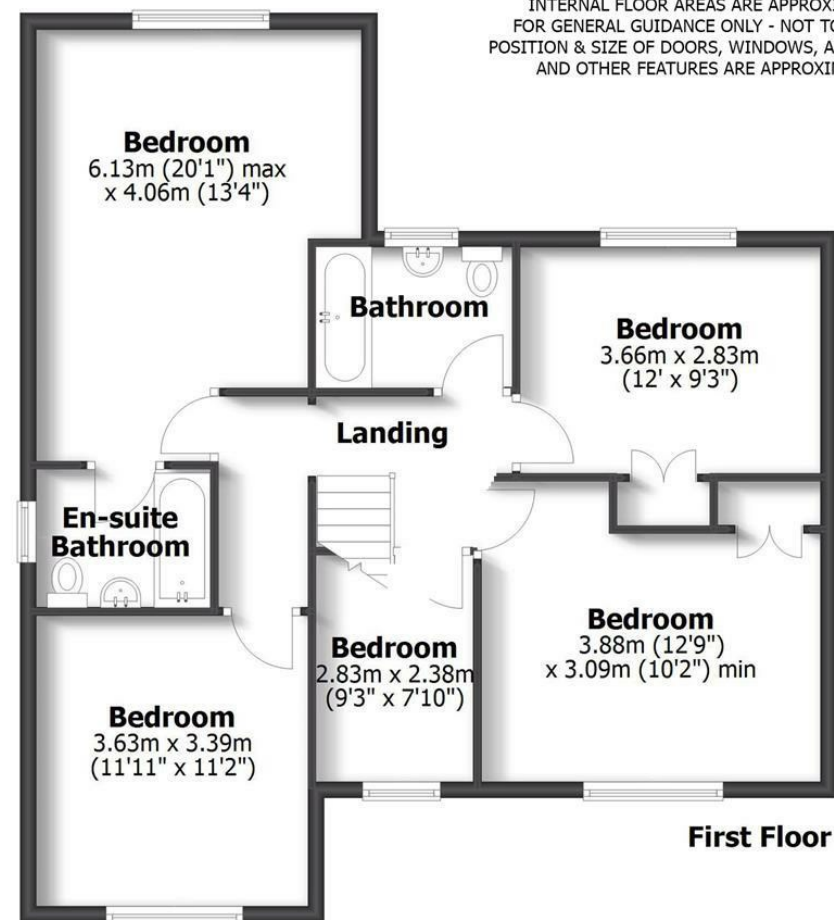 INTERNAL FLOOR AREAS ARE
FOR GENERAL GUIDANCE ONLY - NOT
POSITION & SIZE OF DOORS, WINDOWS,
AND OTHER FEATURES ARE
Bedroom
6.13m (20'1") max
x 4.06m (13'4")
Bathroom
Bedroom
3.66m x 2.83m
(12' x 9'3")
Landing
En-suite
Bathroom
Bedroom
3.88m (12'9")
x 3.09m (10'2") min
Bedroom
2.83m x 2.38m
(9'3" x 7'10")
Bedroom
3.63m x 3.39m
(11'11" x 11'2")
First Floor